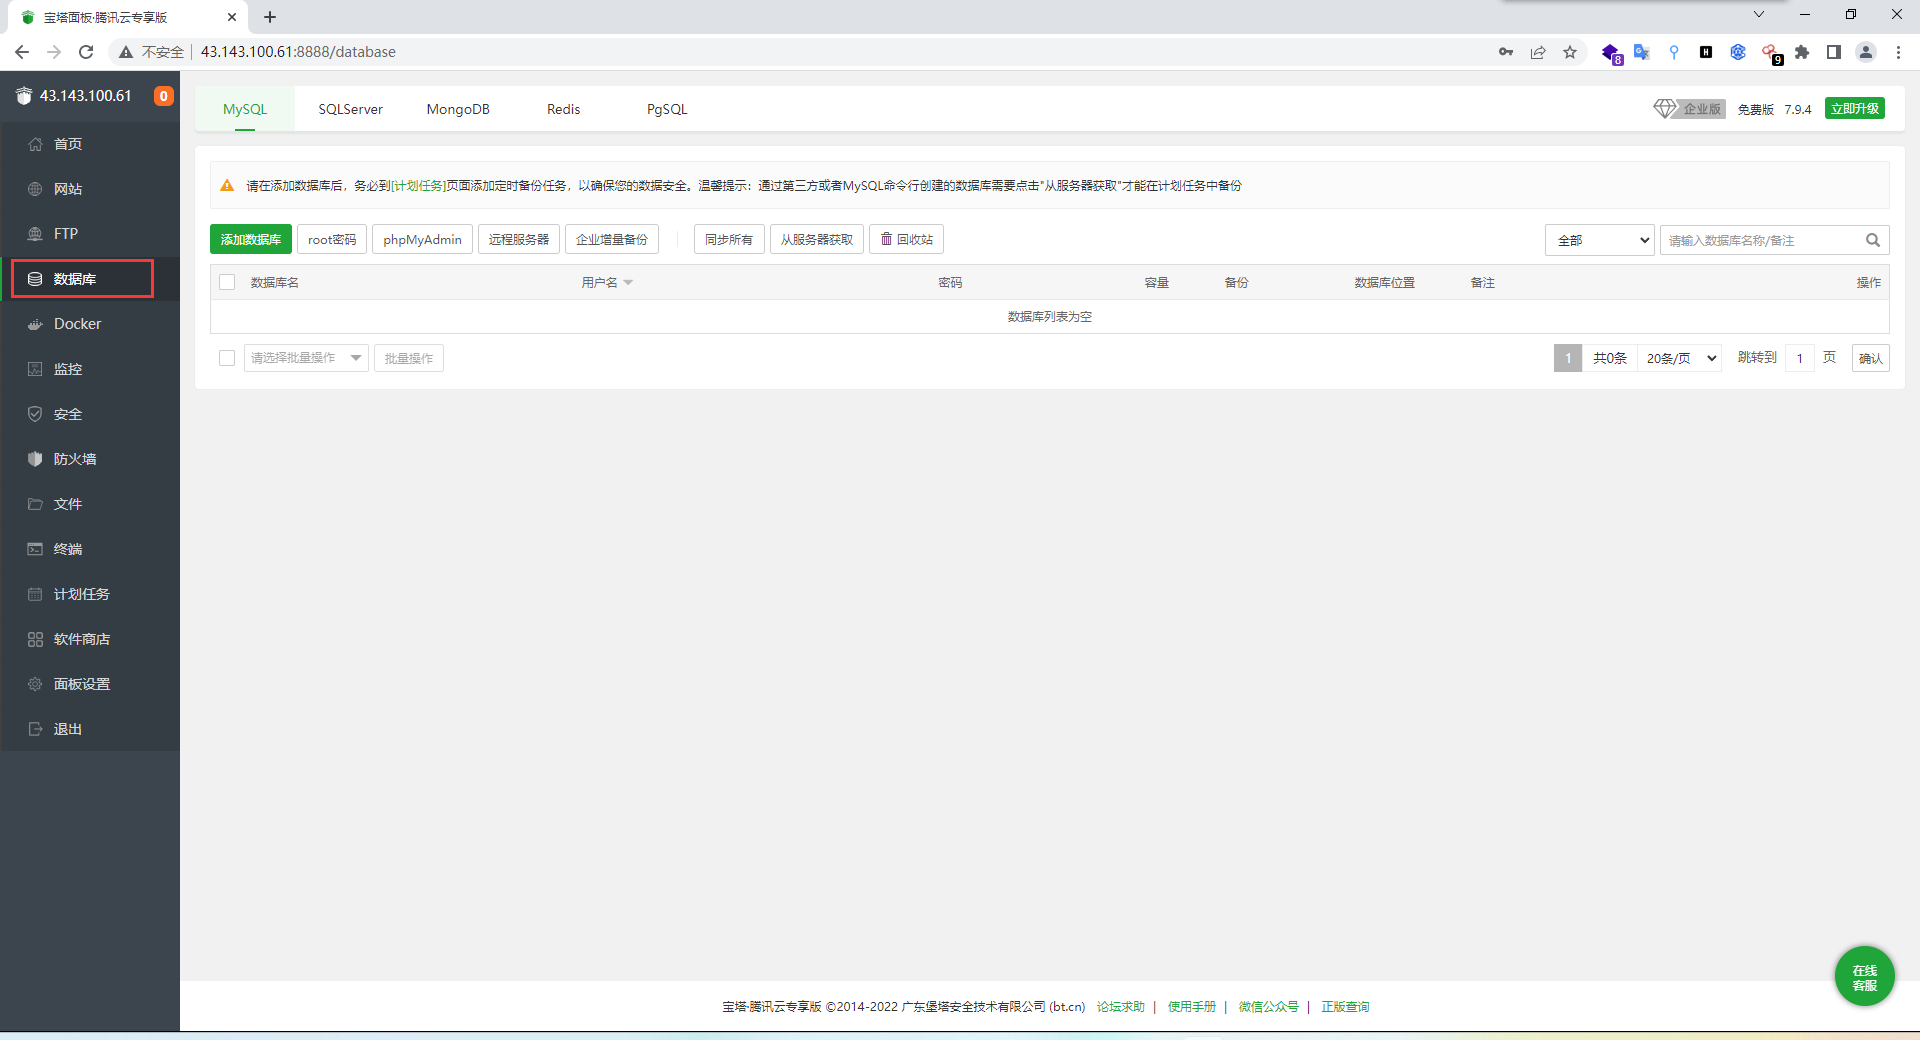 宝塔面板·腾讯云专享版
不安全 43.143.100.61:8888/database
8
9
43.143.100.61 0
首页
网站
FTP
数据库
Docker
监控
安全
防火墙
文件
终端
计划任务
软件商店
面板设置
退出
MySQL SQLServer MongoDB Redis PgSQL 企业版 免费版 7.9.4 立即升级
请在添加数据库后，务必到[计划任务]页面添加定时备份任务，以确保您的数据安全。温馨提示：通过第三方或者MySQL命令行创建的数据库需要点击"从服务器获取"才能在计划任务中备份
添加数据库 root密码 phpMyAdmin 远程服务器 企业增量备份 同步所有 从服务器获取 回收站 全部 请输入数据库名称/备注
数据库名 用户名 密码 容量 备份 数据库位置 备注 操作
数据库列表为空
请选择批量操作 批量操作 1 共0条 20条/页 跳转到 1 页 确认
在线
客服
宝塔·腾讯云专享版 ©2014-2022 广东堡塔安全技术有限公司 (bt.cn) 论坛求助 | 使用手册 | 微信公众号 | 正版查询